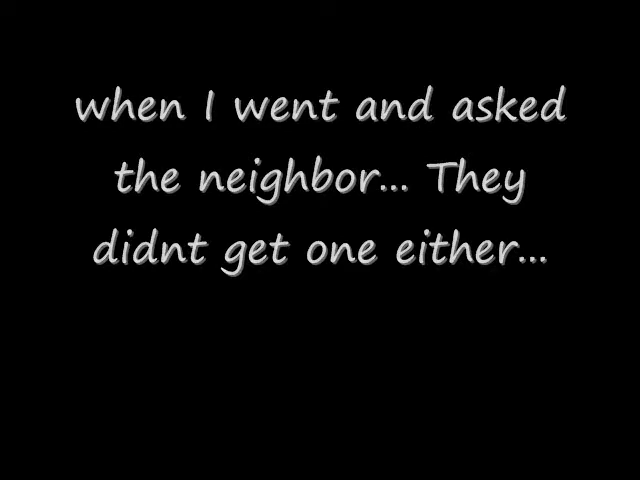 when I went and asked
the neighbor... They
didnt get one either...